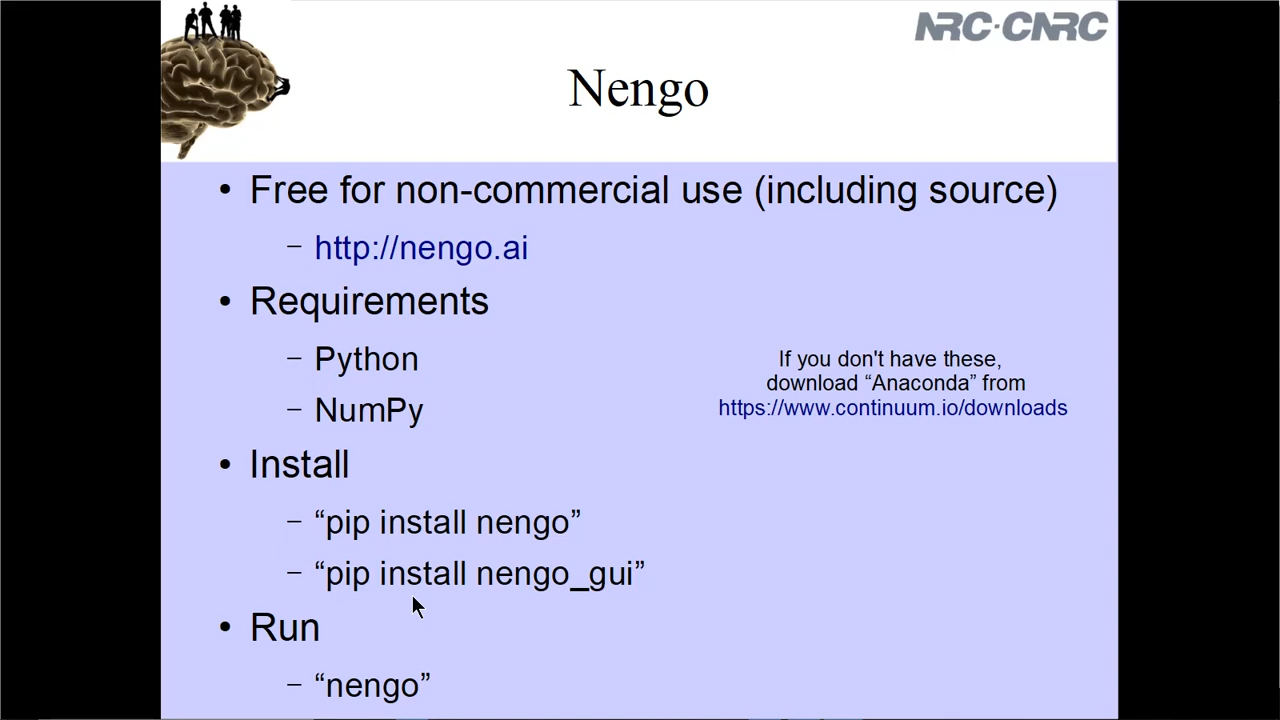 NRC·CNRC
Nengo
• Free for non-commercial use (including source)
– http://nengo.ai
• Requirements
– Python
– NumPy
If you don't have these,
download “Anaconda” from
https://www.continuum.io/downloads
• Install
– “pip install nengo”
– “pip install nengo_gui”
• Run
– “nengo”